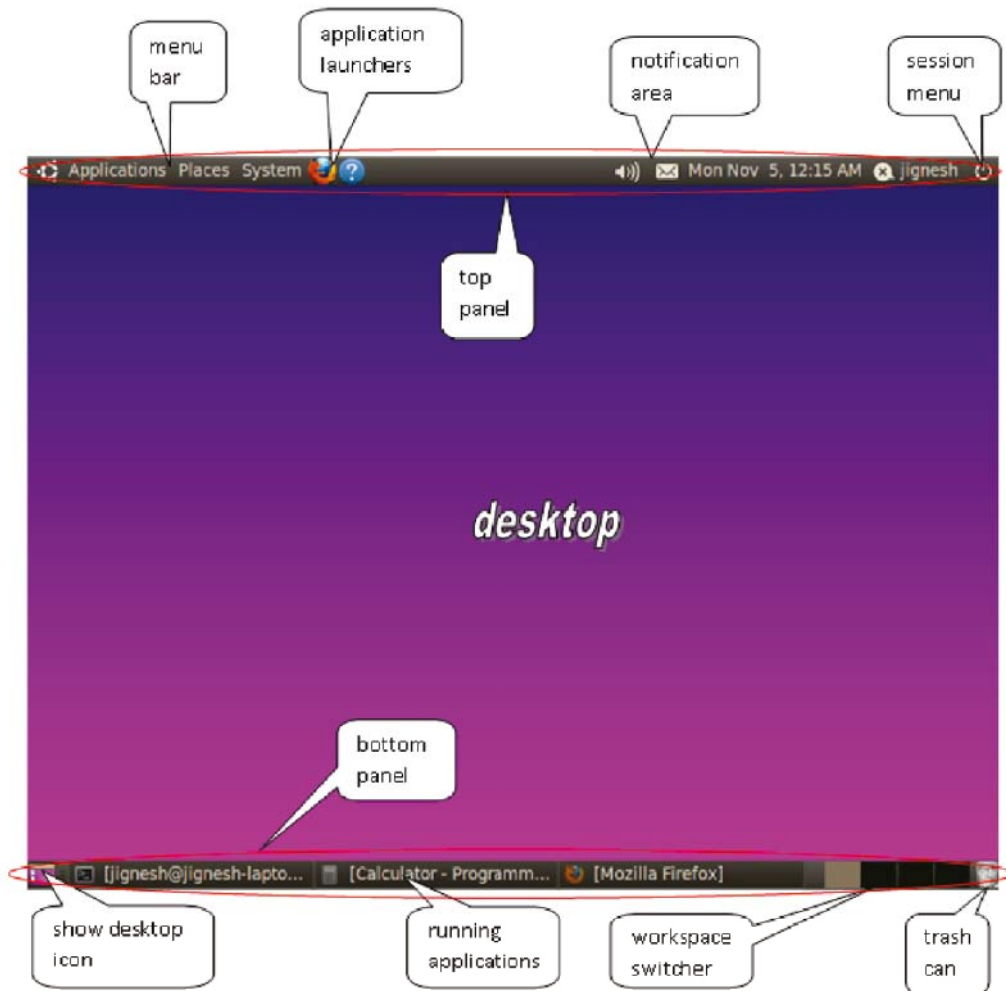 menu
bar
application
launchers
notification
area
session
menu
Applications Places System ? Mon Nov 5, 12:15 AM jignesh
top
panel
desktop
bottom
panel
[jignesh@jignesh-lapto... [Calculator - Programm... [Mozilla Firefox]
show desktop
icon
running
applications
workspace
switcher
trash
can